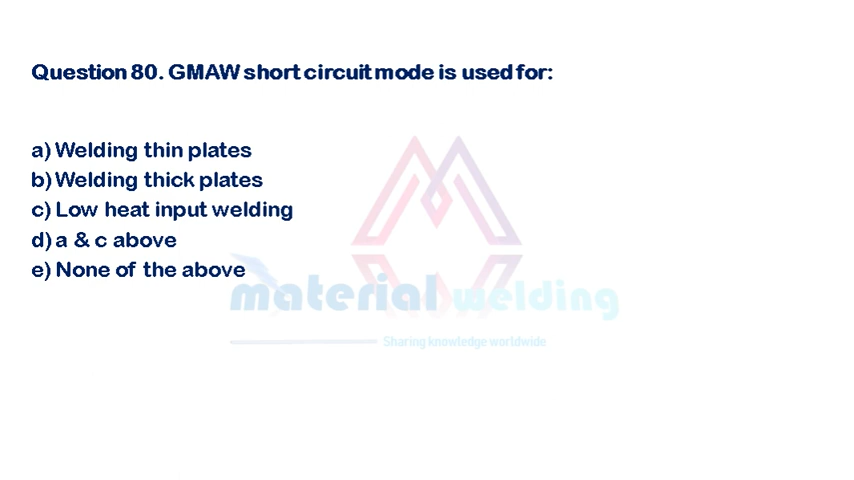 Question 80. GMAW short circuit mode is used for:
a) Welding thin plates
b) Welding thick plates
c) Low heat input welding
d) a & c above
e) None of the above
material welding
Sharing knowledge worldwide